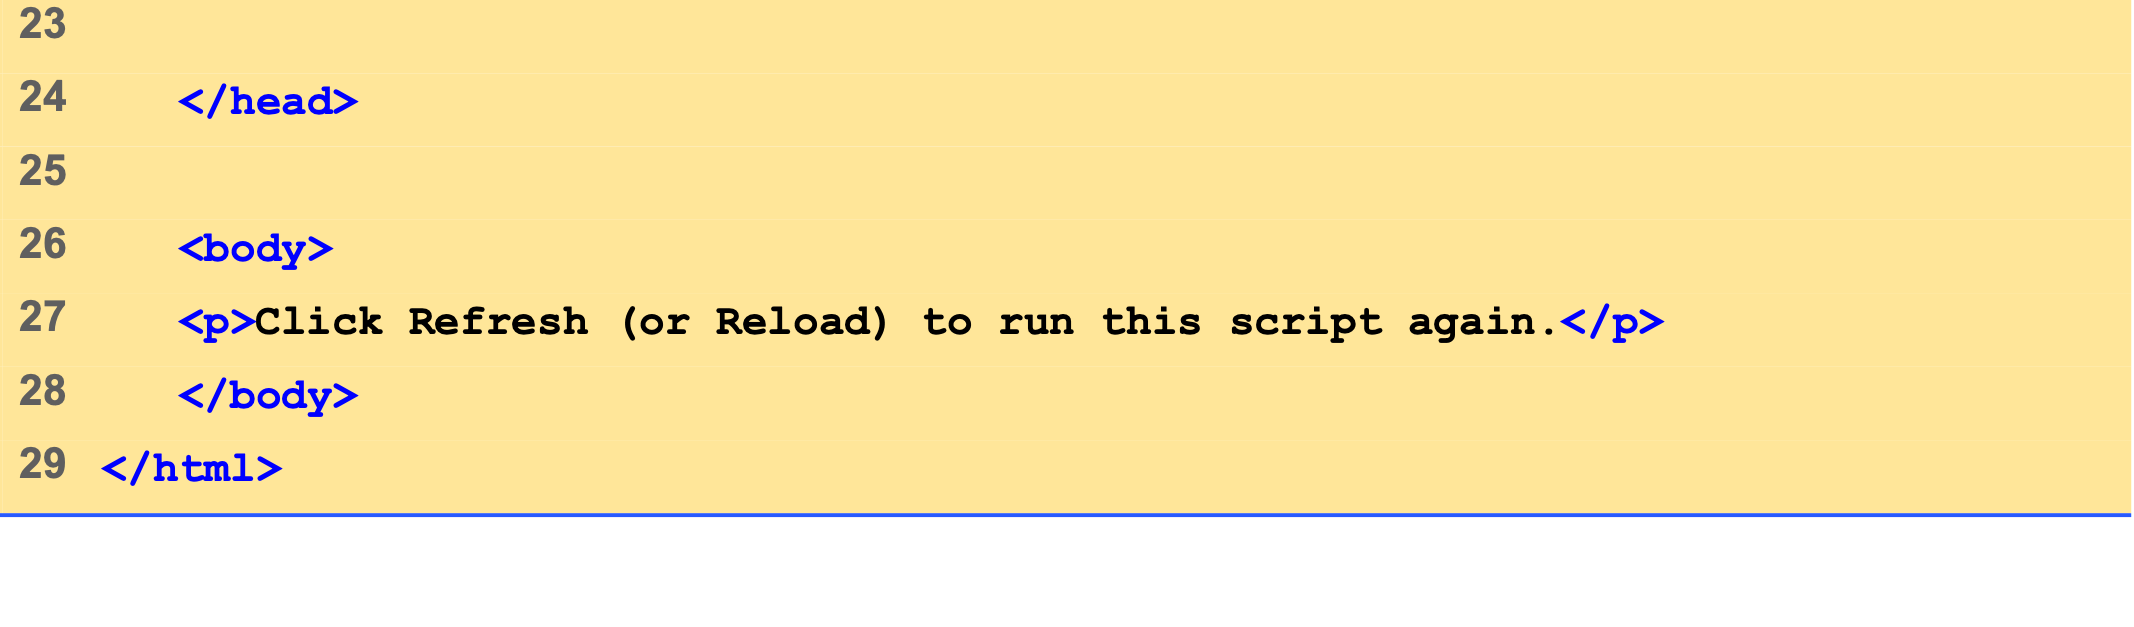 23
24 </head>
25
26 <body>
27 <p>Click Refresh (or Reload) to run this script again.</p>
28 </body>
29 </html>